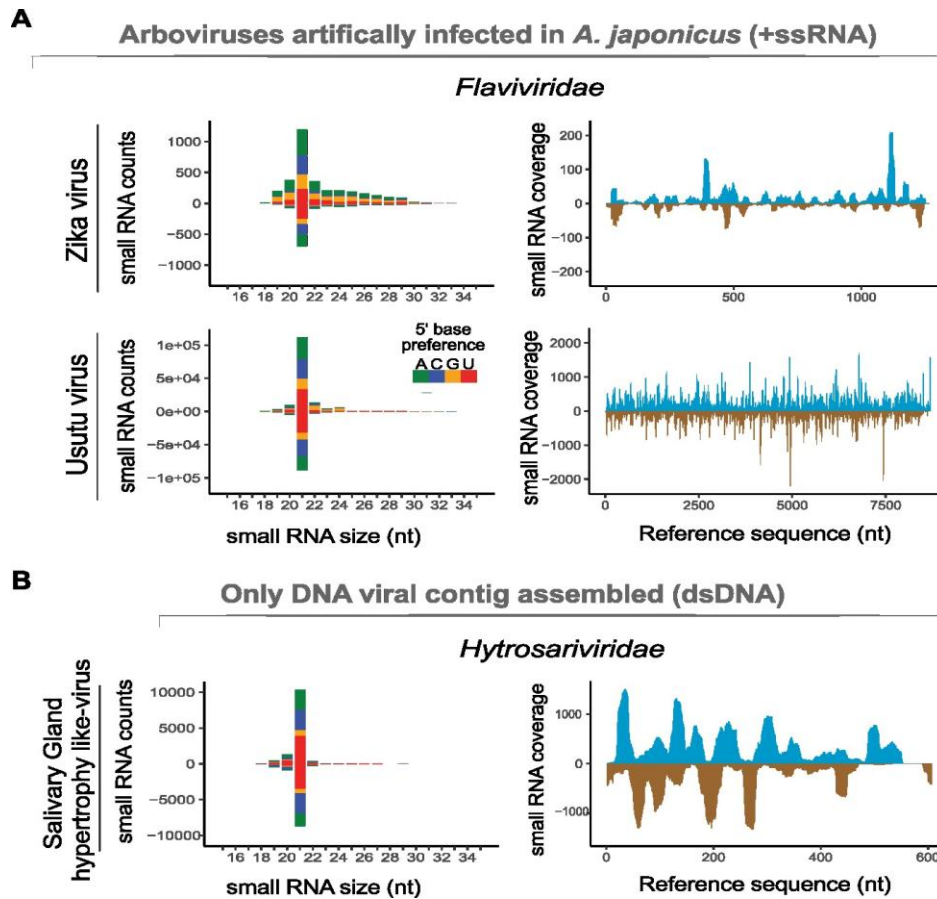 A
Arboviruses artifically infected in A. japonicus (+ssRNA)
Flaviviridae
Zika virus
small RNA counts
1000
500
0
−500
−1000
16 18 20 22 24 26 28 30 32 34
small RNA coverage
200
100
0
−100
−200
0 500 1000
Usutu virus
small RNA counts
1e+05
5e+04
0e+00
−5e+04
−1e+05
16 18 20 22 24 26 28 30 32 34
small RNA size (nt)
5' base
preference
A C G U
small RNA coverage
2000
1000
0
−1000
−2000
0 2500 5000 7500
Reference sequence (nt)
B
Only DNA viral contig assembled (dsDNA)
Hytrosariviridae
Salivary Gland
hypertrophy like-virus
small RNA counts
10000
5000
0
−5000
−10000
16 18 20 22 24 26 28 30 32 34
small RNA size (nt)
small RNA coverage
1000
0
−1000
0 200 400 600
Reference sequence (nt)